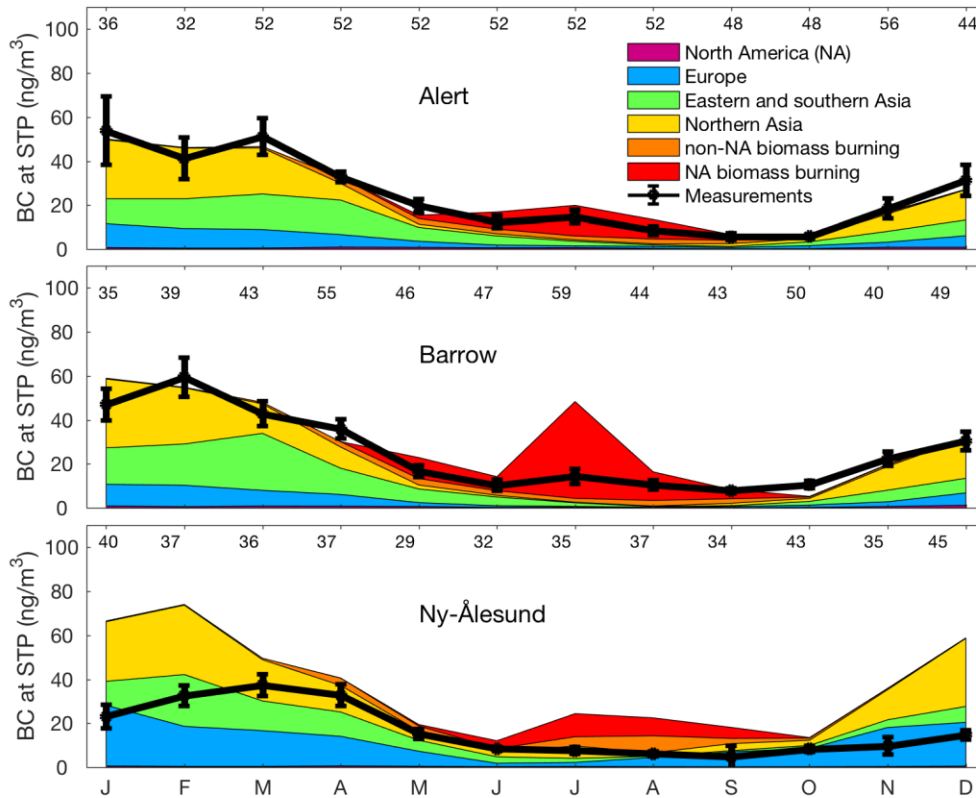 36 32 52 52 52 52 52 52 48 48 56 44
100
80
60
40
20
0
BC at STP (ng/m³)
Alert
North America (NA)
Europe
Eastern and southern Asia
Northern Asia
non-NA biomass burning
NA biomass burning
Measurements
35 39 43 55 46 47 59 44 43 50 40 49
100
80
60
40
20
0
BC at STP (ng/m³)
Barrow
40 37 36 37 29 32 35 37 34 43 35 45
100
80
60
40
20
0
BC at STP (ng/m³)
Ny-Ålesund
J F M A M J J A S O N D